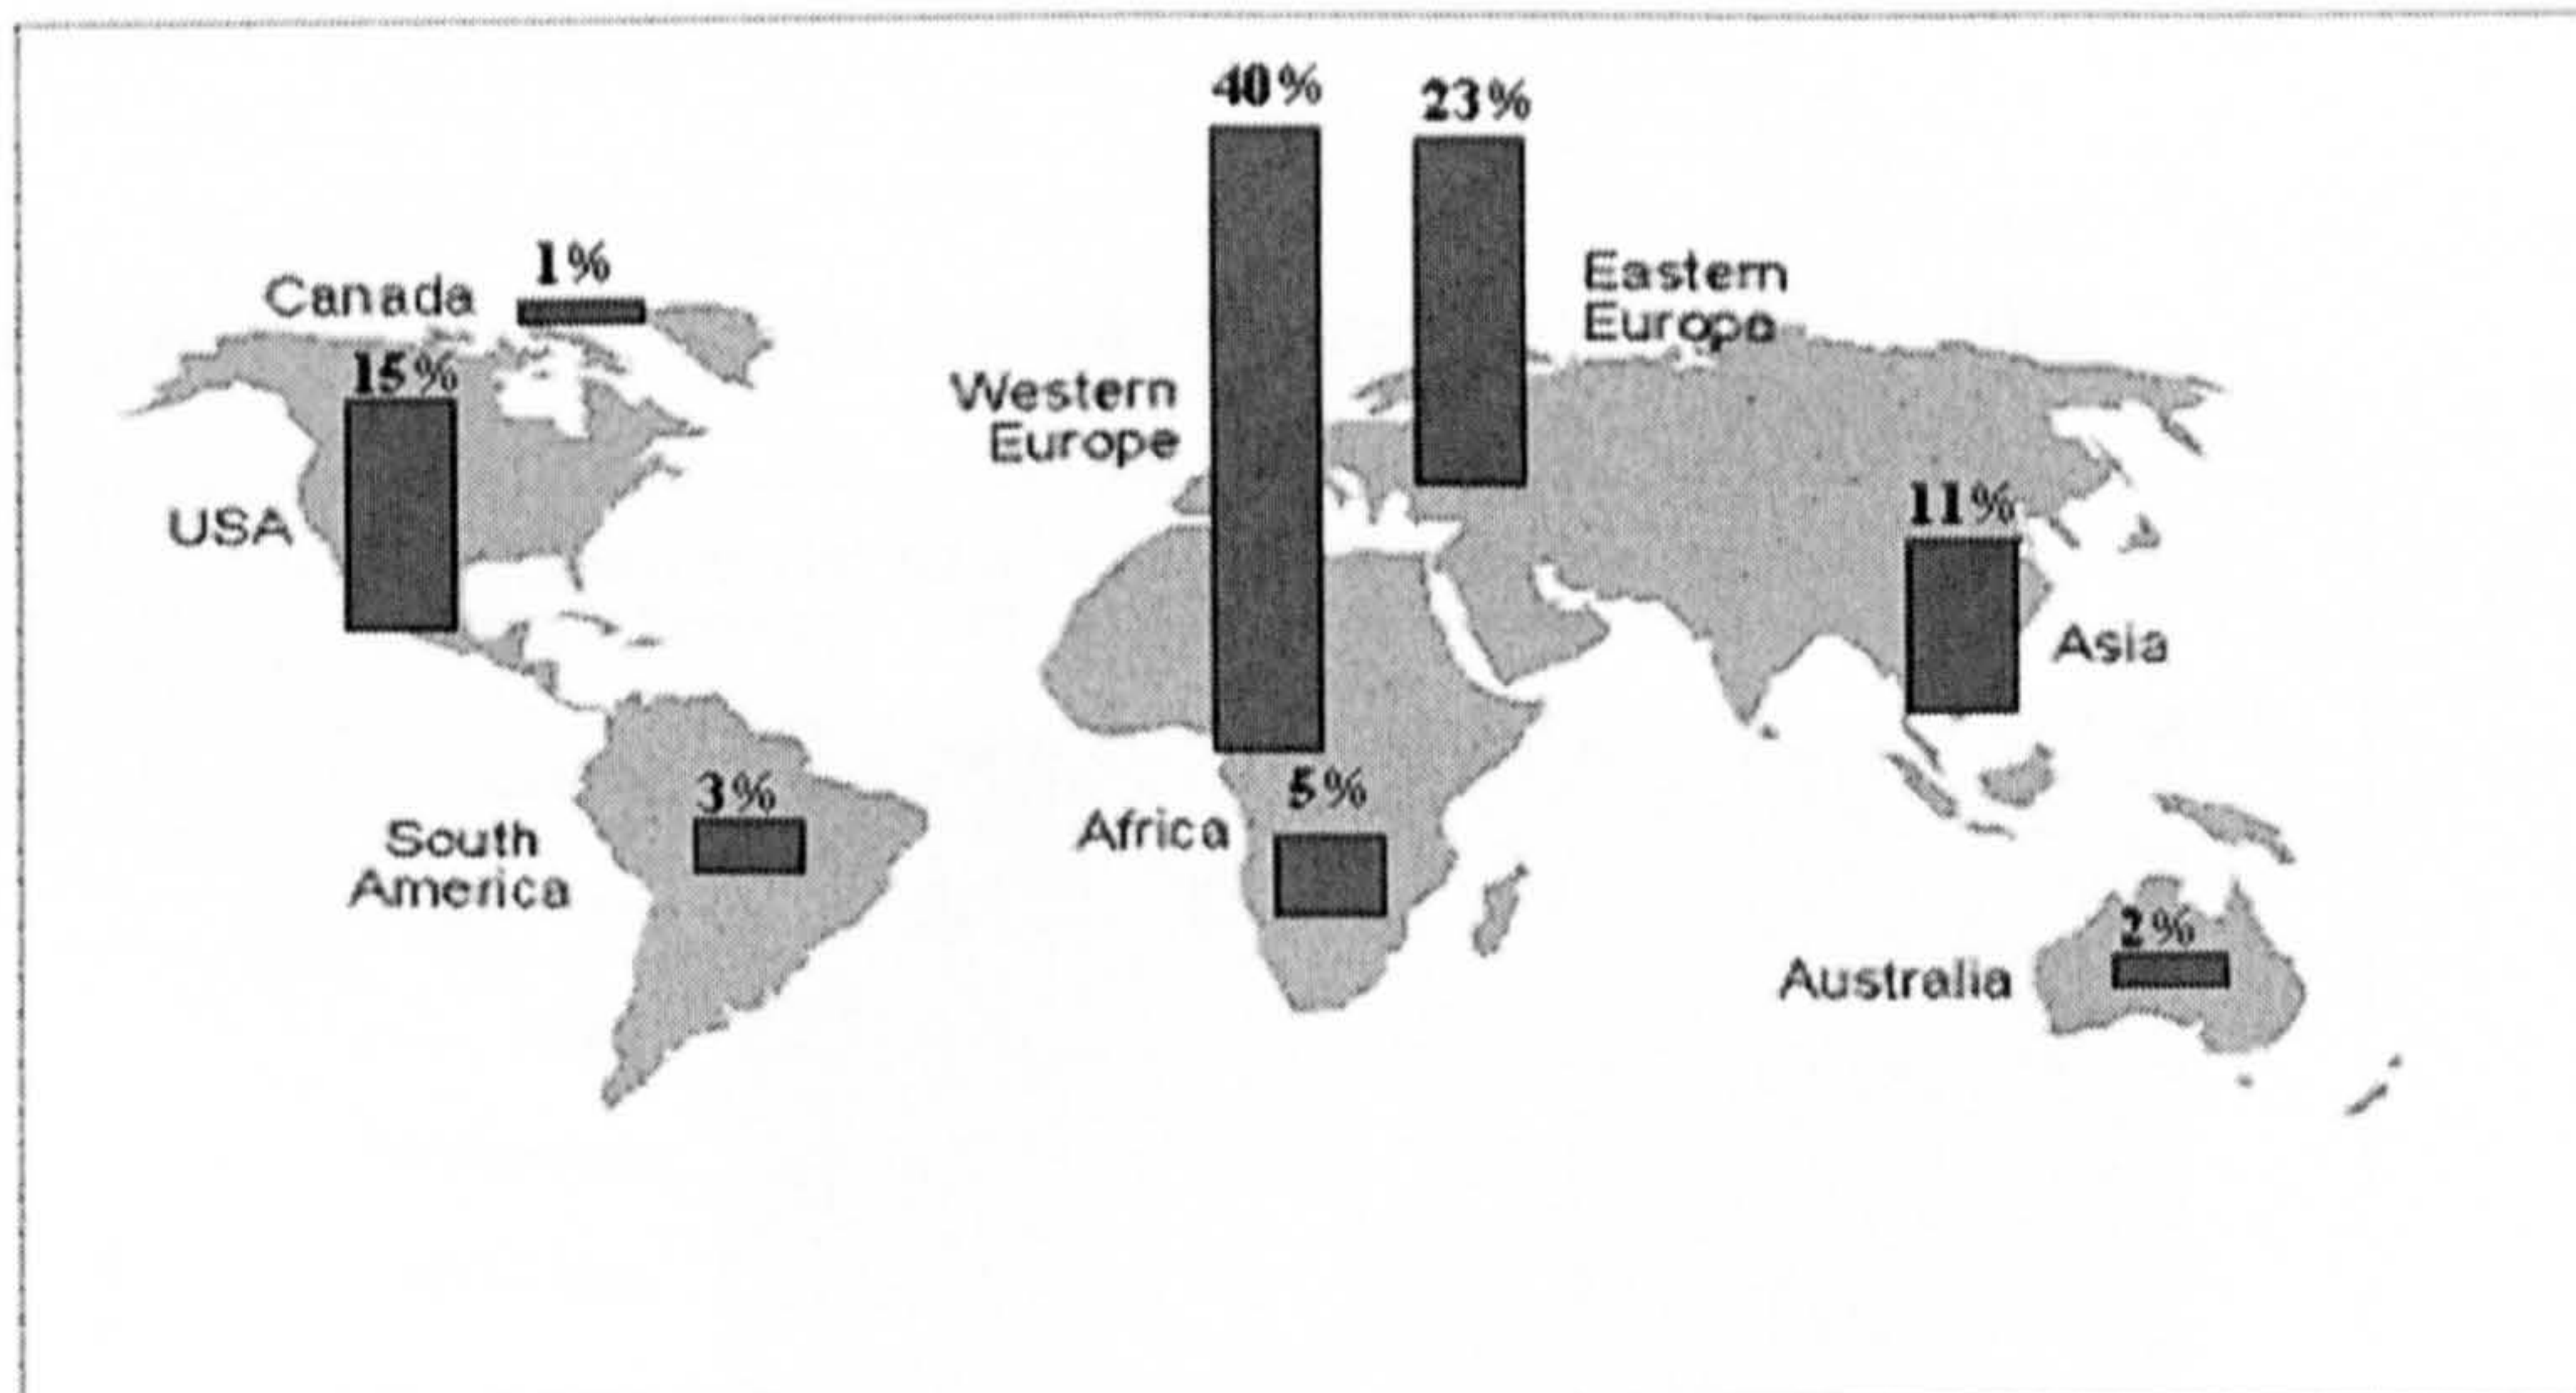 40%
23%
1%
Canada
Eastern
Europe
15%
Western
Europe
11%
USA
Asia
3%
5%
South
America
Africa
2%
Australia